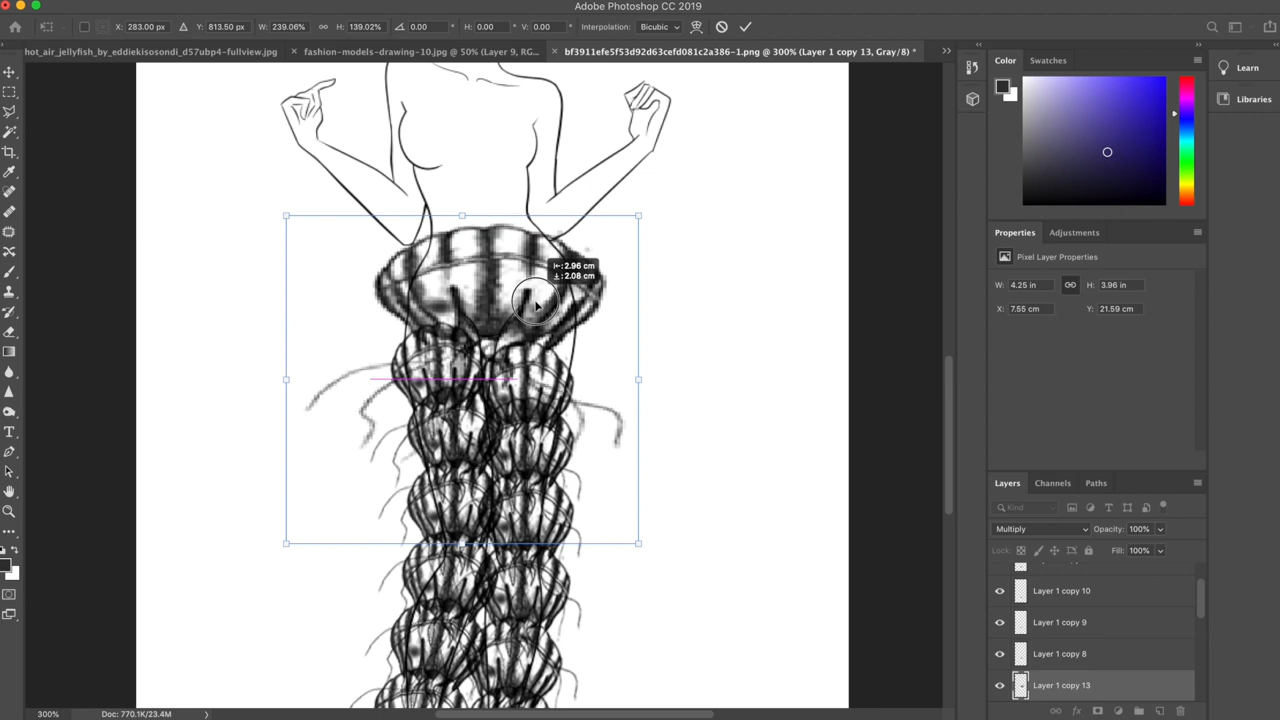 Adobe Photoshop CC 2019
X: 283.00 px Y: 813.50 px W: 239.06% H: 139.02% 0.00 ° H: 0.00 ° V: 0.00 ° Interpolation: Bicubic
hot_air_jellyfish_by_eddiekisosondi_d57ubp4-fullview.jpg × fashion-models-drawing-10.jpg @ 50% (Layer 9, RG... × bf3911efe5f53d92d63cefd081c2a386-1.png @ 300% (Layer 1 copy 13, Gray/8) *
Color Swatches
Learn
Libraries
Properties Adjustments
Pixel Layer Properties
W: 4.25 in H: 3.96 in
X: 7.55 cm Y: 21.59 cm
2.96 cm
2.08 cm
Layers Channels Paths
Kind
Multiply Opacity: 100%
Lock: Fill: 100%
Layer 1 copy 10
Layer 1 copy 9
Layer 1 copy 8
Layer 1 copy 13
300% Doc: 770.1K/23.4M